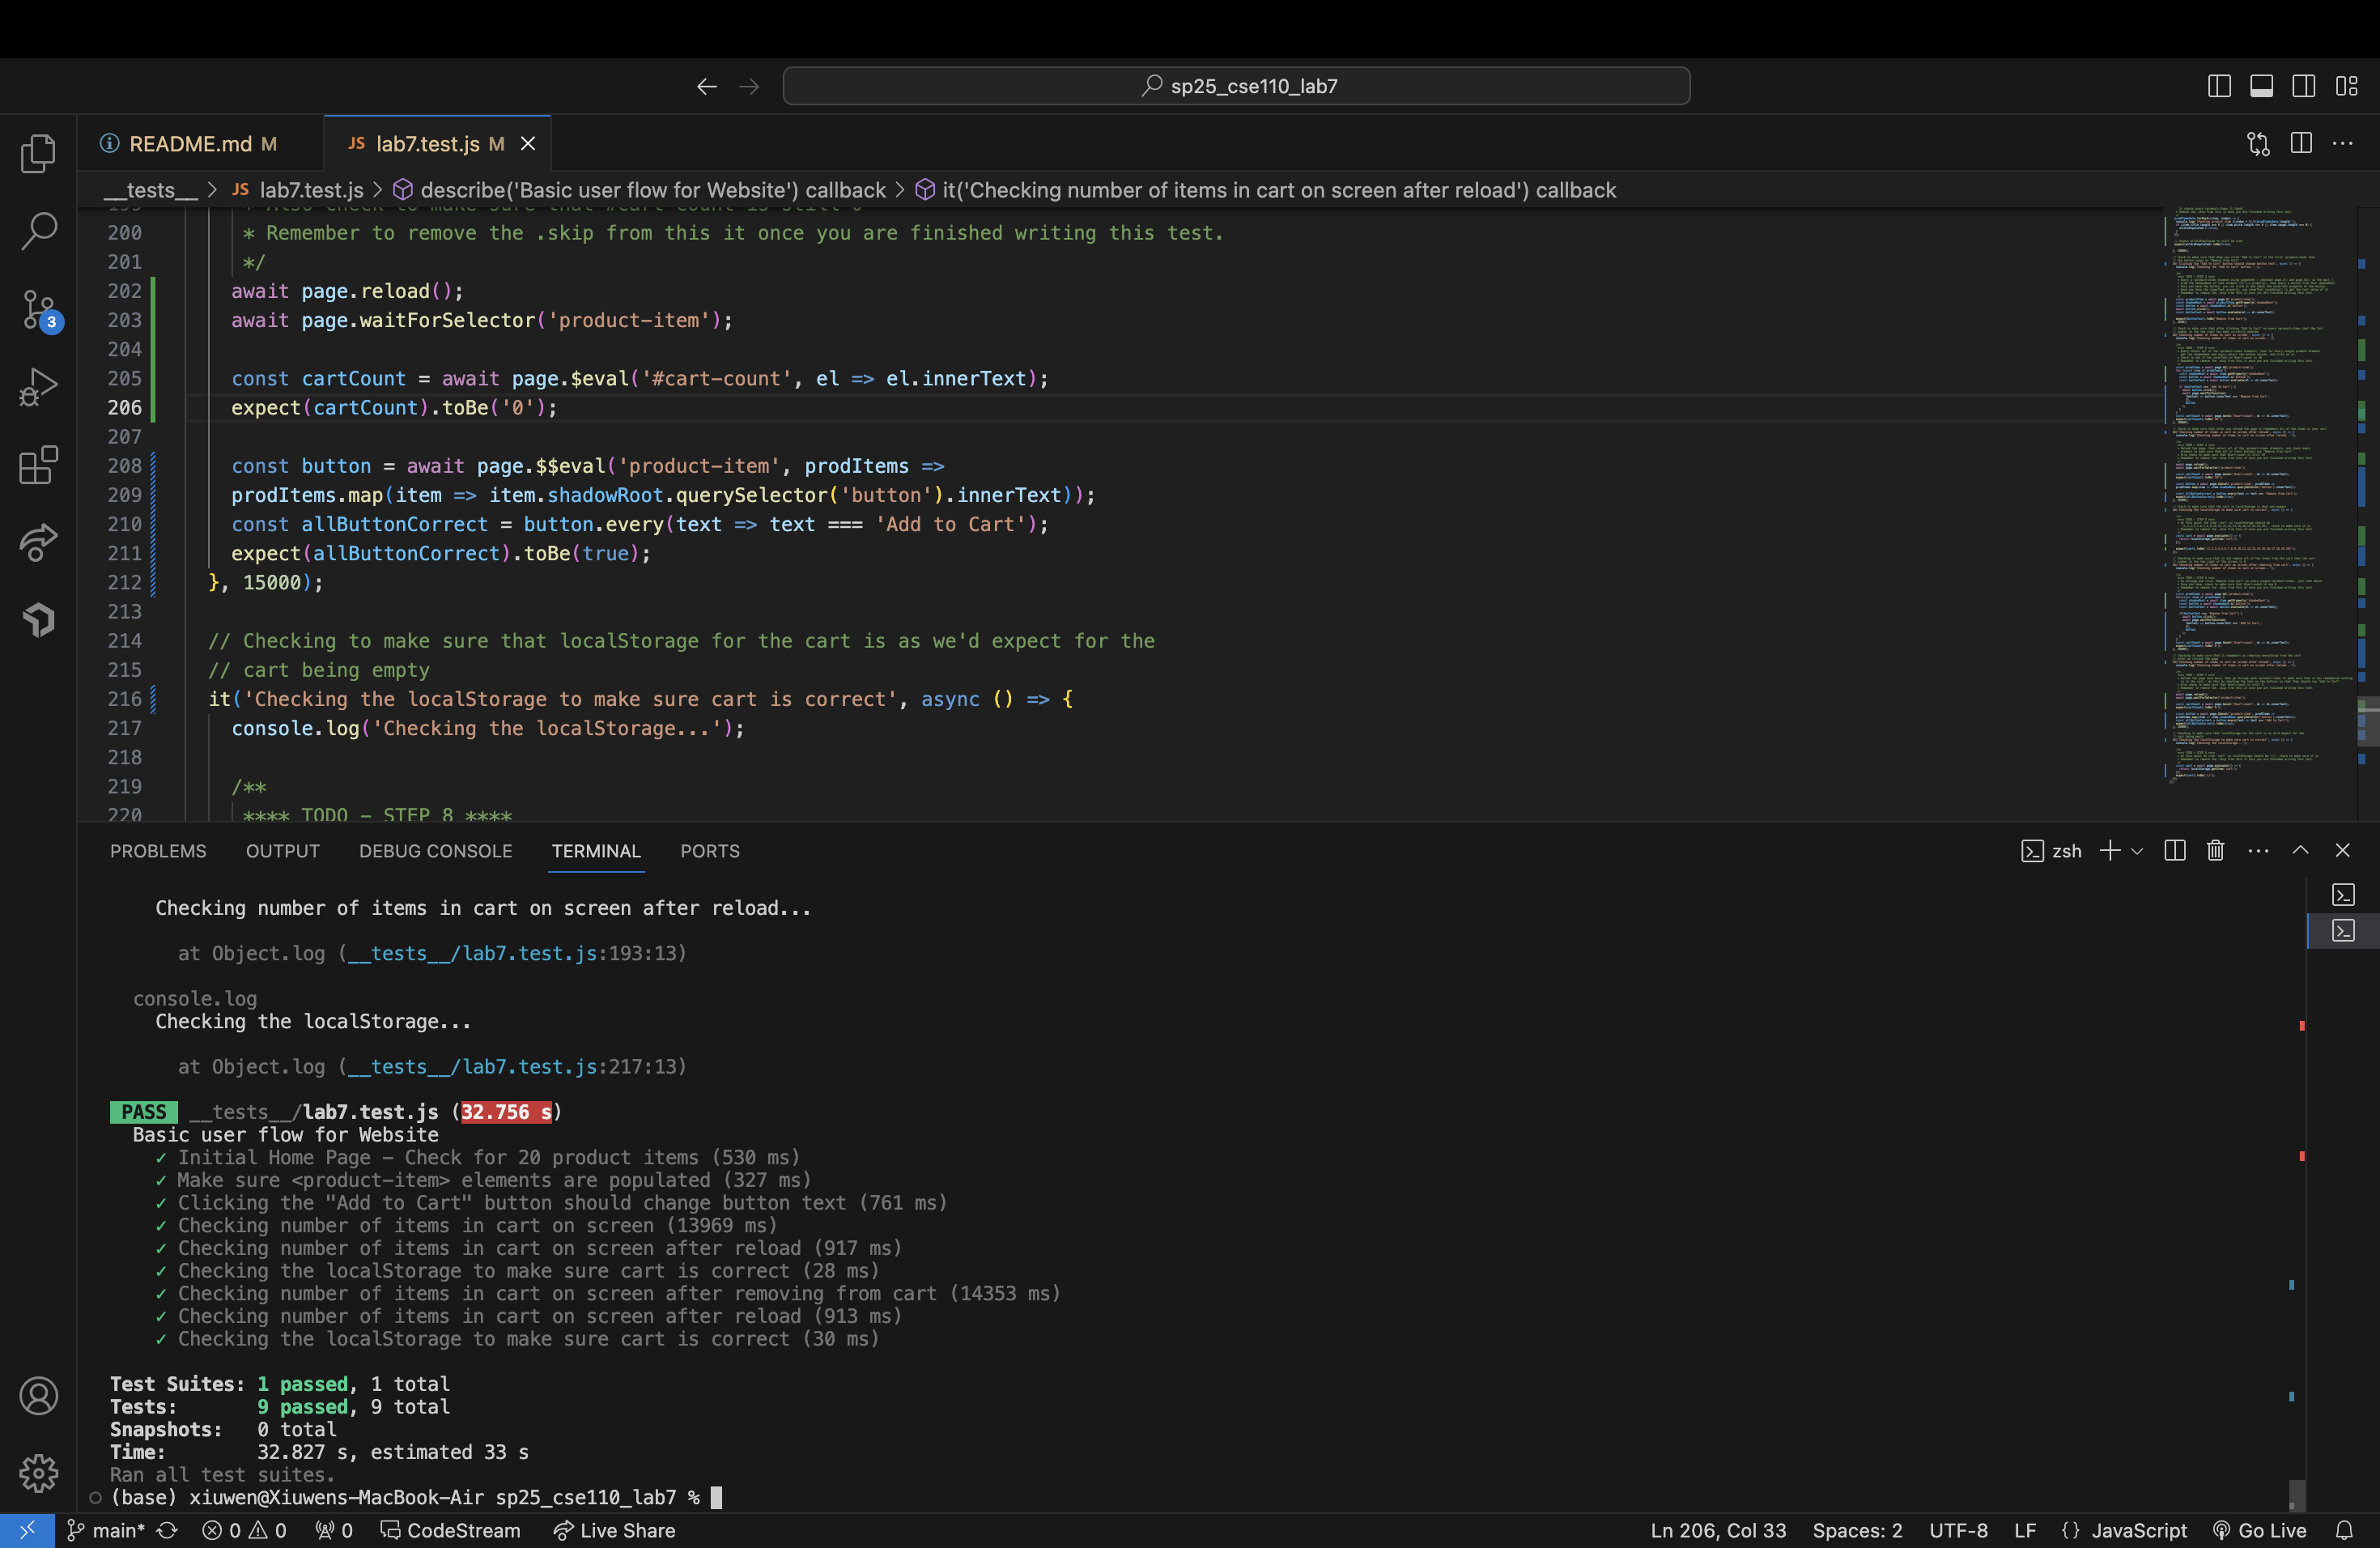 sp25_cse110_lab7
README.md M
JS lab7.test.js M
__tests__ > JS lab7.test.js > describe('Basic user flow for Website') callback > it('Checking number of items in cart on screen after reload') callback
200 * Remember to remove the .skip from this it once you are finished writing this test.
201 */
202 await page.reload();
203 await page.waitForSelector('product-item');
204
205 const cartCount = await page.$eval('#cart-count', el => el.innerText);
206 expect(cartCount).toBe('0');
207
208 const button = await page.$$eval('product-item', prodItems =>
209 prodItems.map(item => item.shadowRoot.querySelector('button').innerText));
210 const allButtonCorrect = button.every(text => text === 'Add to Cart');
211 expect(allButtonCorrect).toBe(true);
212 }, 15000);
213
214 // Checking to make sure that localStorage for the cart is as we'd expect for the
215 // cart being empty
216 it('Checking the localStorage to make sure cart is correct', async () => {
217 console.log('Checking the localStorage...');
218
219 /**
220 **** TODO - STEP 8 ****
3
PROBLEMS OUTPUT DEBUG CONSOLE TERMINAL PORTS
zsh
Checking number of items in cart on screen after reload...
at Object.log (__tests__/lab7.test.js:193:13)
console.log
Checking the localStorage...
at Object.log (__tests__/lab7.test.js:217:13)
PASS __tests__/lab7.test.js (32.756 s)
Basic user flow for Website
✓ Initial Home Page - Check for 20 product items (530 ms)
✓ Make sure <product-item> elements are populated (327 ms)
✓ Clicking the "Add to Cart" button should change button text (761 ms)
✓ Checking number of items in cart on screen (13969 ms)
✓ Checking number of items in cart on screen after reload (917 ms)
✓ Checking the localStorage to make sure cart is correct (28 ms)
✓ Checking number of items in cart on screen after removing from cart (14353 ms)
✓ Checking number of items in cart on screen after reload (913 ms)
✓ Checking the localStorage to make sure cart is correct (30 ms)
Test Suites: 1 passed, 1 total
Tests: 9 passed, 9 total
Snapshots: 0 total
Time: 32.827 s, estimated 33 s
Ran all test suites.
(base) xiuwen@Xiuwens-MacBook-Air sp25_cse110_lab7 %
main* 0 0 0 CodeStream Live Share Ln 206, Col 33 Spaces: 2 UTF-8 LF {} JavaScript Go Live